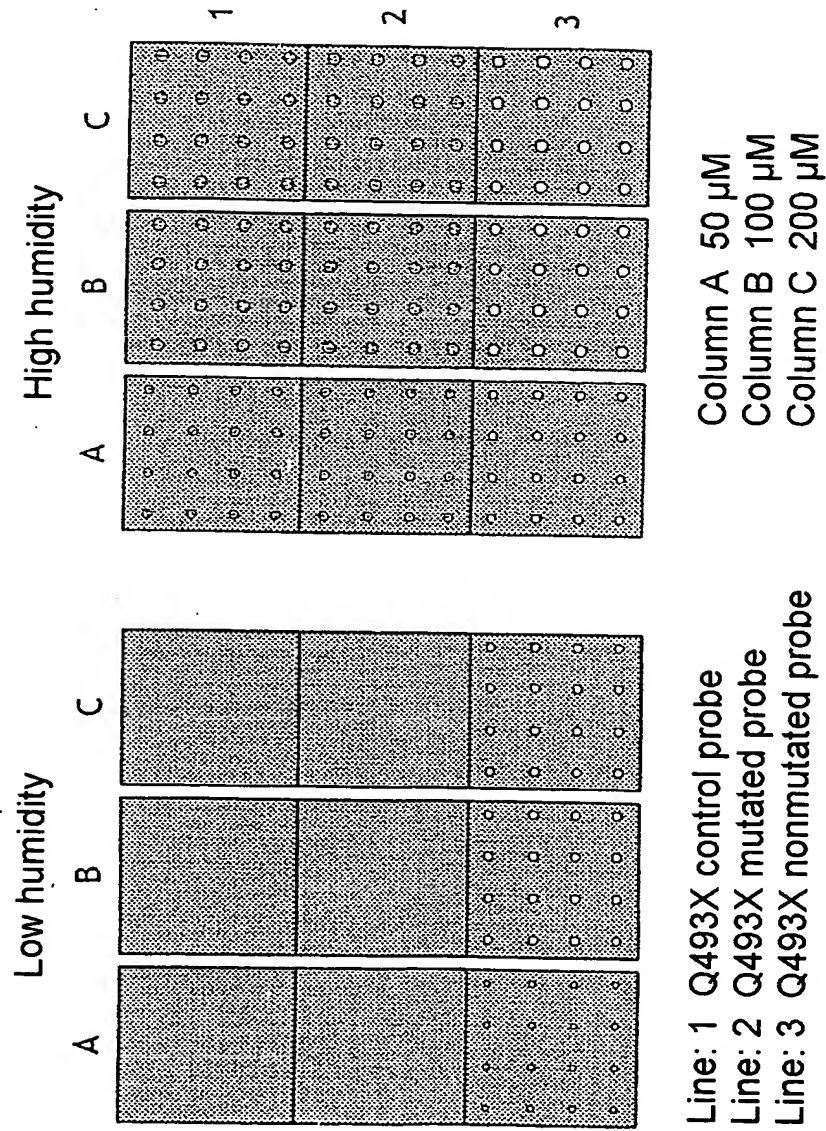 Low humidity
A B C
High humidity
A B C
1
2
3
Line: 1 Q493X control probe
Line: 2 Q493X mutated probe
Line: 3 Q493X nonmutated probe
Column A 50 µM
Column B 100 µM
Column C 200 µM